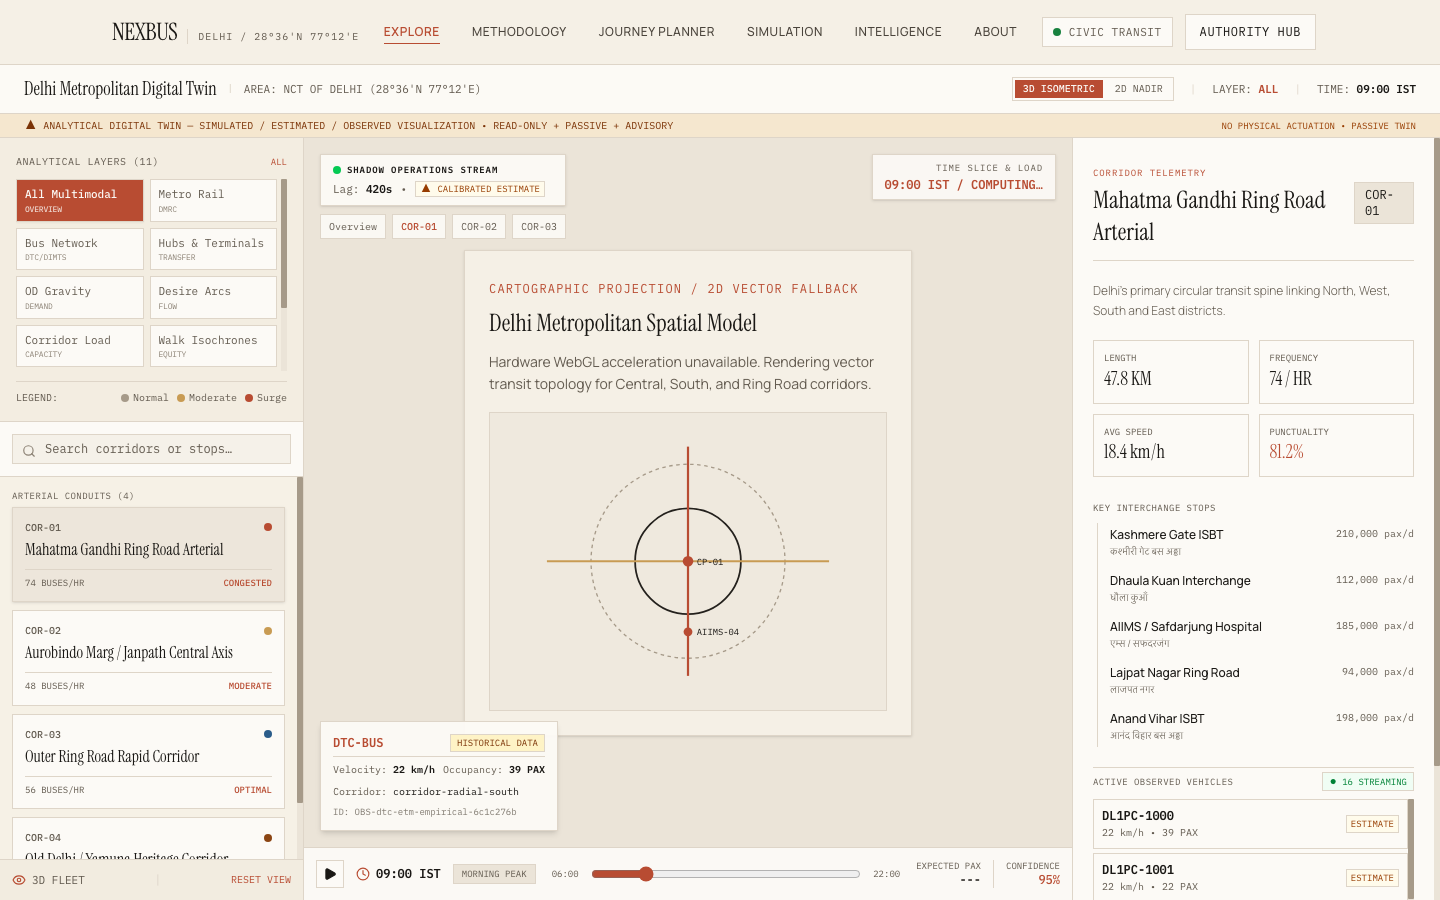 NEXBUS
DELHI / 28°36'N 77°12'E
EXPLORE
METHODOLOGY
JOURNEY PLANNER
SIMULATION
INTELLIGENCE
ABOUT
CIVIC TRANSIT
AUTHORITY HUB
Delhi Metropolitan Digital Twin
AREA: NCT OF DELHI (28°36'N 77°12'E)
3D ISOMETRIC
2D NADIR
LAYER: ALL
TIME: 09:00 IST
ANALYTICAL DIGITAL TWIN — SIMULATED / ESTIMATED / OBSERVED VISUALIZATION • READ-ONLY + PASSIVE + ADVISORY
NO PHYSICAL ACTUATION • PASSIVE TWIN
ANALYTICAL LAYERS (11)
ALL
All Multimodal
OVERVIEW
Metro Rail
DMRC
Bus Network
DTC/DIMTS
Hubs & Terminals
TRANSFER
OD Gravity
DEMAND
Desire Arcs
FLOW
Corridor Load
CAPACITY
Walk Isochrones
EQUITY
LEGEND:
Normal
Moderate
Surge
Search corridors or stops…
ARTERIAL CONDUITS (4)
COR-01
Mahatma Gandhi Ring Road Arterial
74 BUSES/HR
CONGESTED
COR-02
Aurobindo Marg / Janpath Central Axis
48 BUSES/HR
MODERATE
COR-03
Outer Ring Road Rapid Corridor
56 BUSES/HR
OPTIMAL
COR-04
Old Delhi / Yamuna Heritage Corridor
3D FLEET
RESET VIEW
SHADOW OPERATIONS STREAM
Lag: 420s •
CALIBRATED ESTIMATE
Overview
COR-01
COR-02
COR-03
TIME SLICE & LOAD
09:00 IST / COMPUTING…
CARTOGRAPHIC PROJECTION / 2D VECTOR FALLBACK
Delhi Metropolitan Spatial Model
Hardware WebGL acceleration unavailable. Rendering vector
transit topology for Central, South, and Ring Road corridors.
CP-01
AIIMS-04
DTC-BUS
HISTORICAL DATA
Velocity: 22 km/h
Occupancy: 39 PAX
Corridor: corridor-radial-south
ID: OBS-dtc-etm-empirical-6c1c276b
09:00 IST
MORNING PEAK
06:00
22:00
EXPECTED PAX
---
CONFIDENCE
95%
CORRIDOR TELEMETRY
Mahatma Gandhi Ring Road
Arterial
COR-
01
Delhi's primary circular transit spine linking North, West,
South and East districts.
LENGTH
47.8 KM
FREQUENCY
74 / HR
AVG SPEED
18.4 km/h
PUNCTUALITY
81.2%
KEY INTERCHANGE STOPS
Kashmere Gate ISBT
210,000 pax/d
कश्मीरी गेट बस अड्डा
Dhaula Kuan Interchange
112,000 pax/d
धौला कुआँ
AIIMS / Safdarjung Hospital
185,000 pax/d
एम्स / सफदरजंग
Lajpat Nagar Ring Road
94,000 pax/d
लाजपत नगर
Anand Vihar ISBT
198,000 pax/d
आनंद विहार बस अड्डा
ACTIVE OBSERVED VEHICLES
● 16 STREAMING
DL1PC-1000
22 km/h • 39 PAX
ESTIMATE
DL1PC-1001
22 km/h • 22 PAX
ESTIMATE